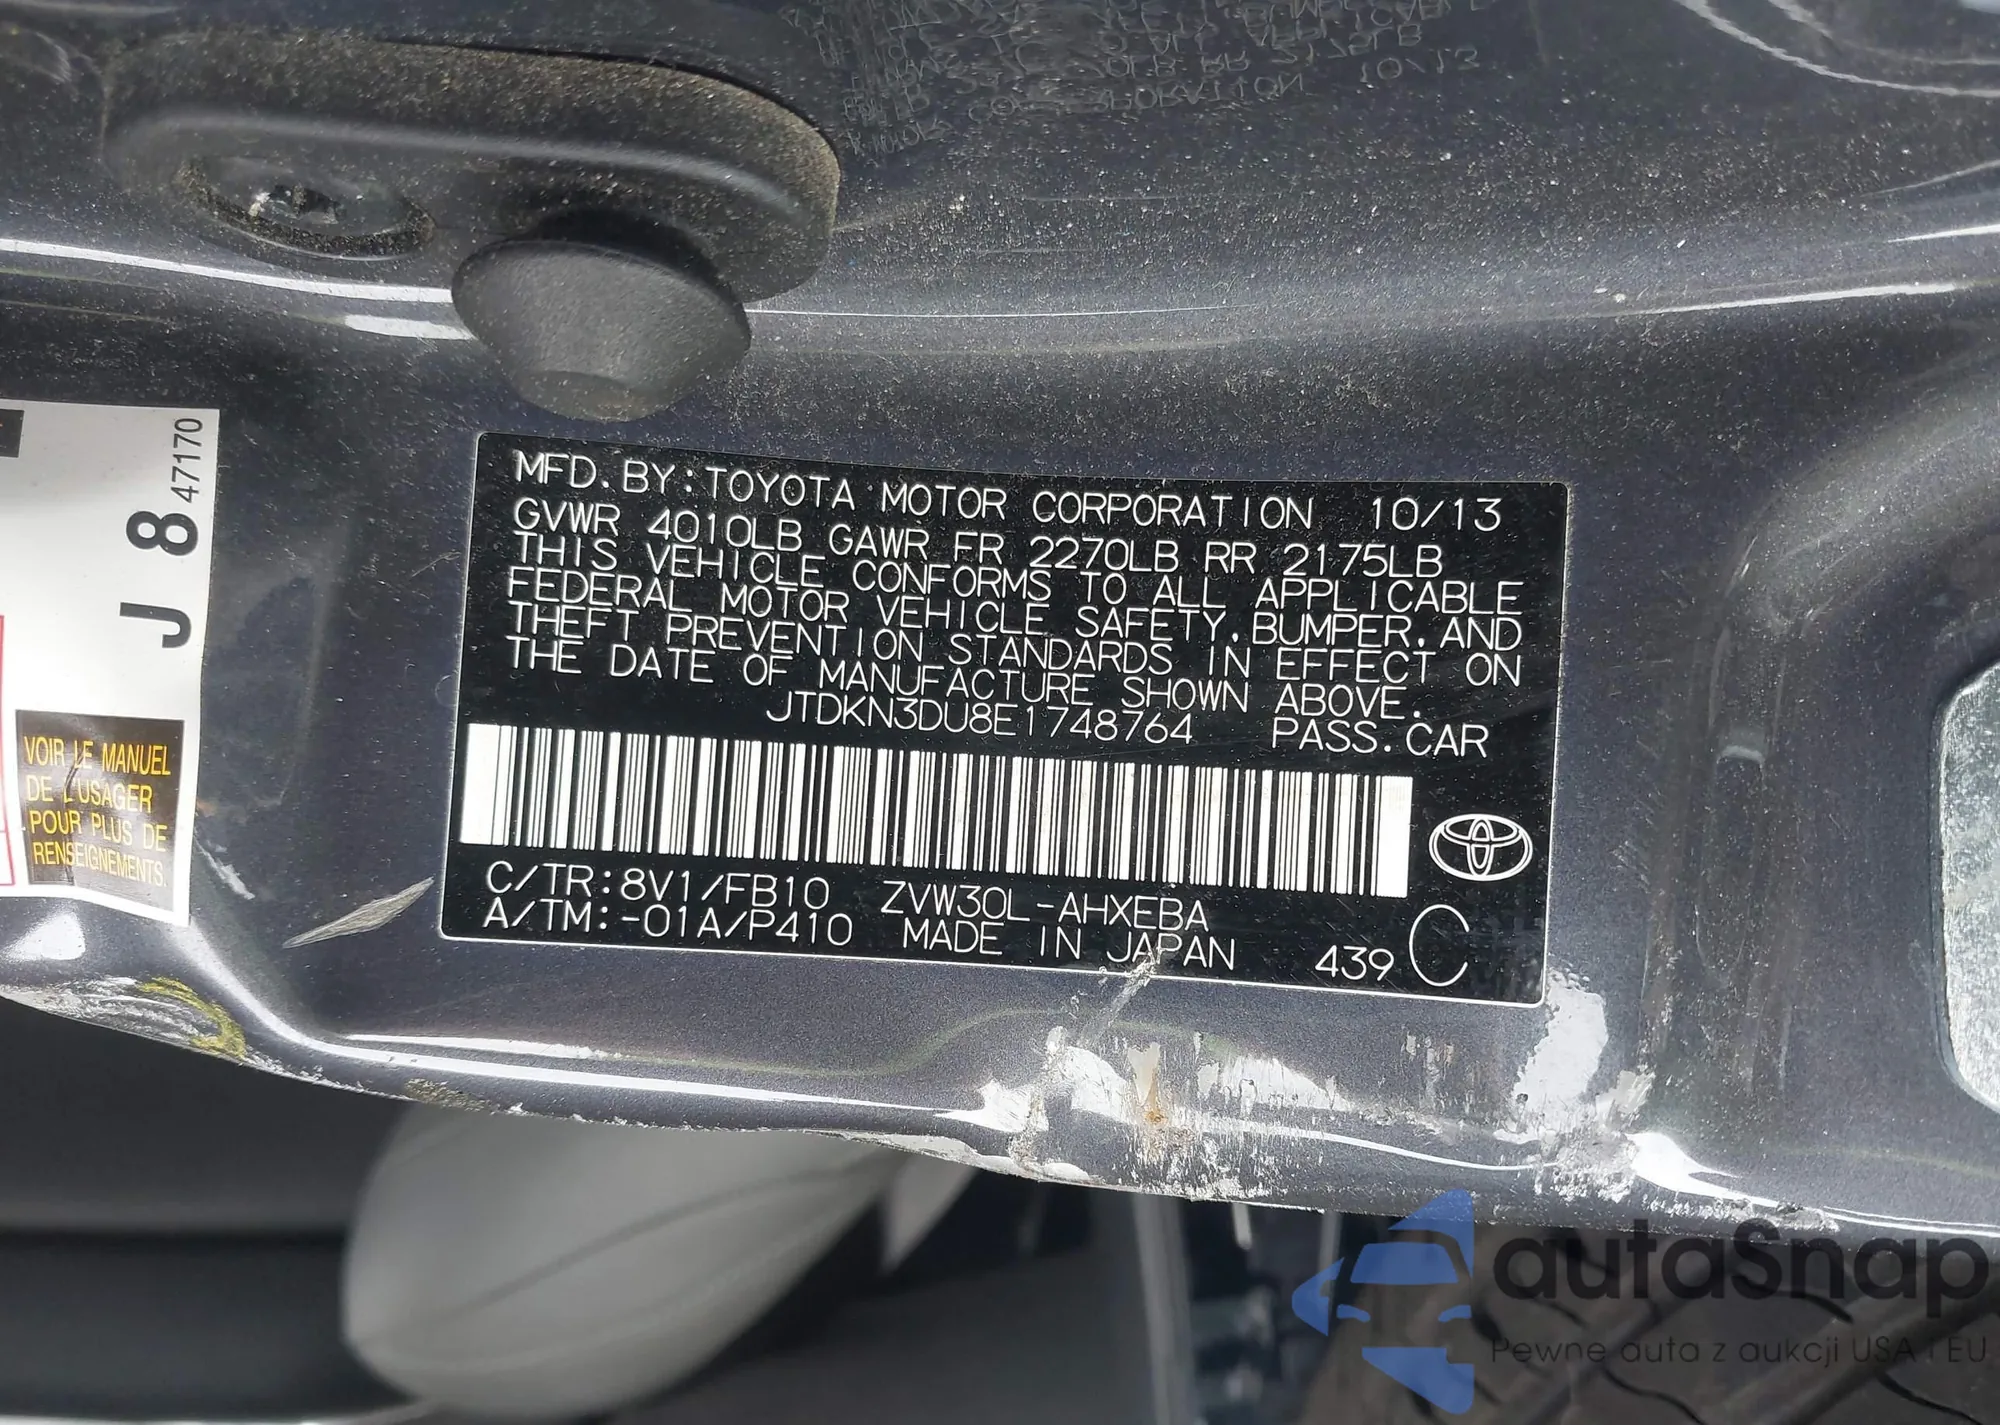 MFD. BY: TOYOTA MOTOR CORPORATION 10/13
GVWR 4010LB GAWR FR 2270LB RR 2175LB
THIS VEHICLE CONFORMS TO ALL APPLICABLE
FEDERAL MOTOR VEHICLE SAFETY, BUMPER, AND
THEFT PREVENTION STANDARDS IN EFFECT ON
THE DATE OF MANUFACTURE SHOWN ABOVE.
JTDKN3DU8E1748764 PASS. CAR
C/TR: 8V1/FB10 ZVW30L-AHXEBA
A/TM: -01A/P410 MADE IN JAPAN 439 C
J 8 47170
VOIR LE MANUEL
DE L'USAGER
POUR PLUS DE
RENSEIGNEMENTS.
autaSnap
Pewne auta z aukcji USA i EU